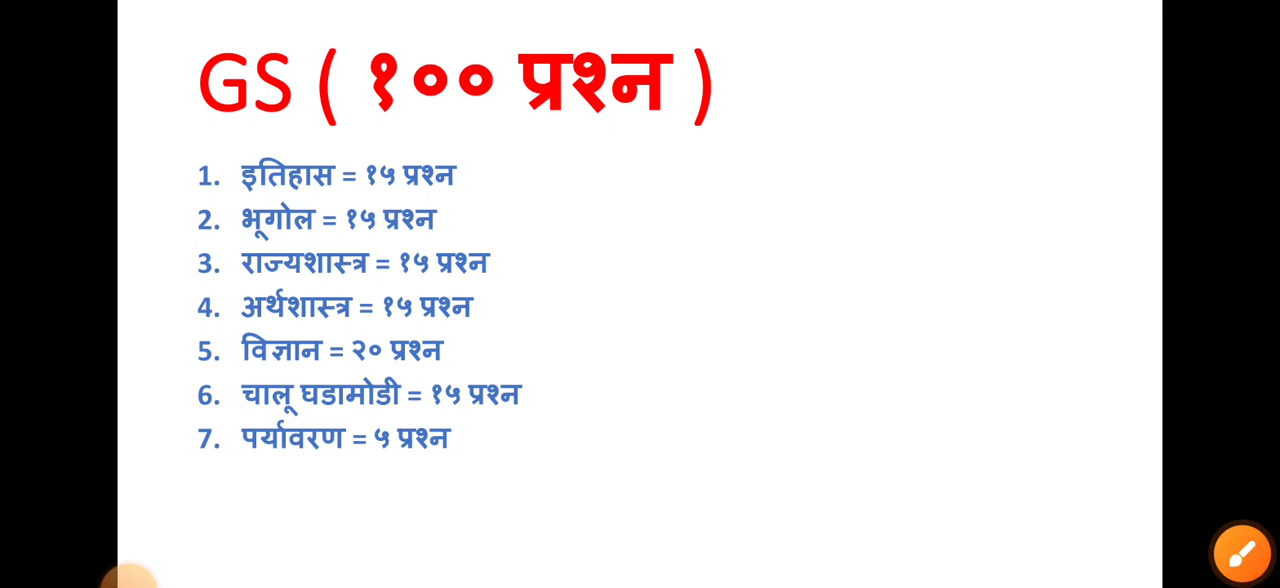 GS ( १०० प्रश्न )
1. इतिहास = १५ प्रश्न
2. भूगोल = १५ प्रश्न
3. राज्यशास्त्र = १५ प्रश्न
4. अर्थशास्त्र = १५ प्रश्न
5. विज्ञान = २० प्रश्न
6. चालू घडामोडी = १५ प्रश्न
7. पर्यावरण = ५ प्रश्न